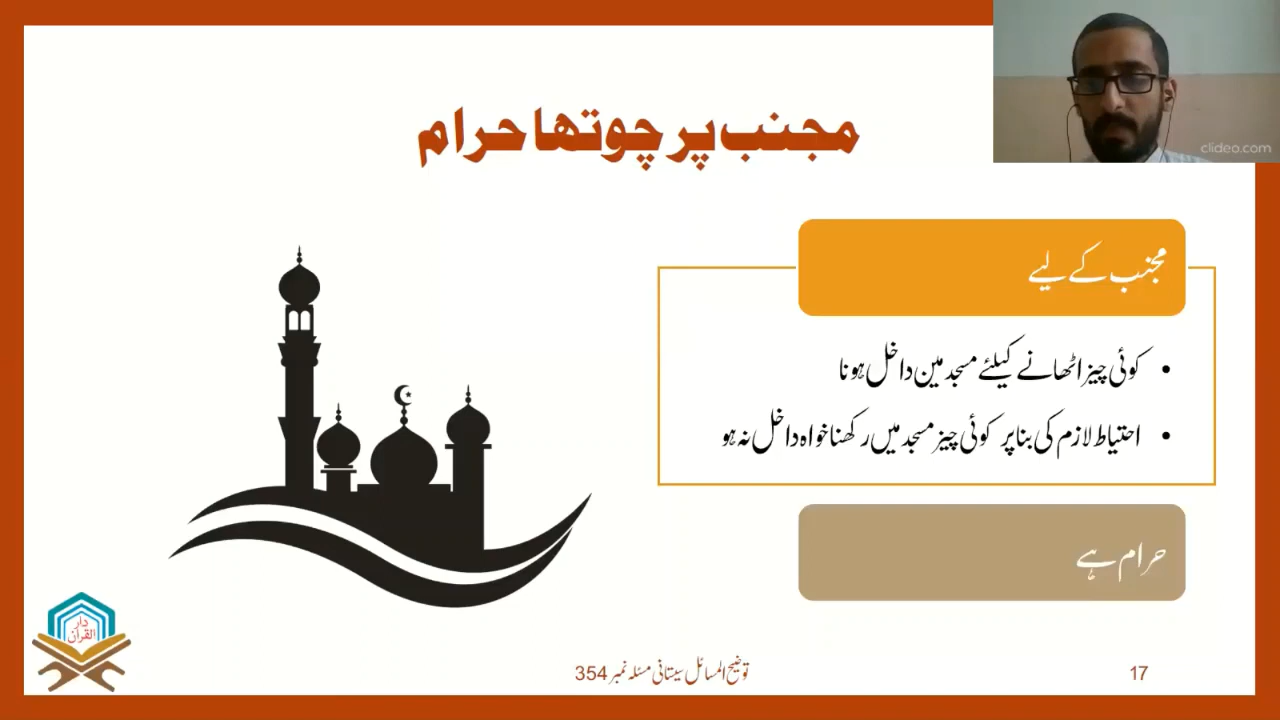 clideo.com
مجنب پر چوتھا حرام
مجنب کے لیے
• کوئی چیز اٹھانے کیلئے مسجد مین داخل ہونا
• احتیاط لازم کی بنا پر کوئی چیز مسجد میں رکھنا خواہ داخل نہ ہو
حرام ہے
دار
القرآن
توضیح المسائل سیستانی مسئلہ نمبر 354
17